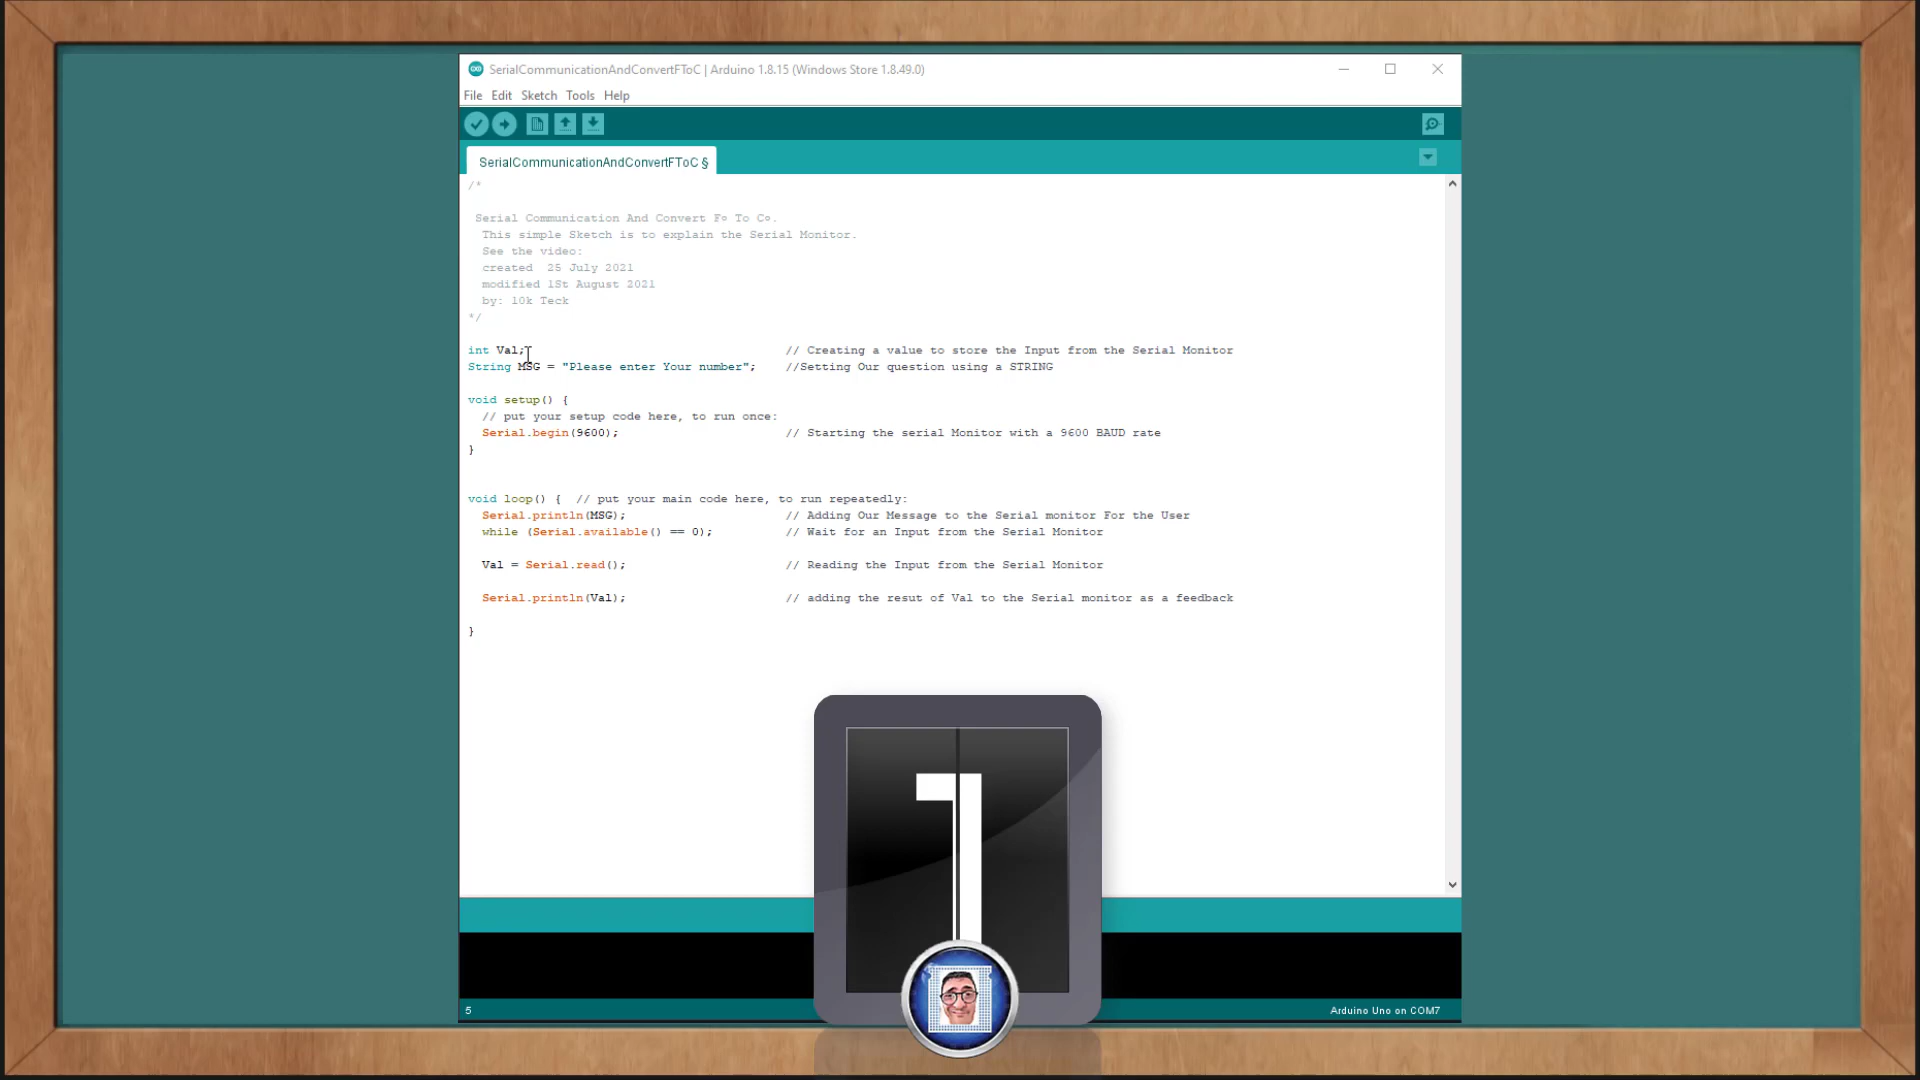 SerialCommunicationAndConvertFToC | Arduino 1.8.15 (Windows Store 1.8.49.0)
File Edit Sketch Tools Help
SerialCommunicationAndConvertFToC §
/*
Serial Communication And Convert Fº To Cº.
This simple Sketch is to explain the Serial Monitor.
See the video:
created  25 July 2021
modified 1St August 2021
by: 10k Teck
*/
int Val; // Creating a value to store the Input from the Serial Monitor
String MSG = "Please enter Your number"; //Setting Our question using a STRING
void setup() {
// put your setup code here, to run once:
Serial.begin(9600); // Starting the serial Monitor with a 9600 BAUD rate
}
void loop() {  // put your main code here, to run repeatedly:
Serial.println(MSG); // Adding Our Message to the Serial monitor For the User
while (Serial.available() == 0); // Wait for an Input from the Serial Monitor
Val = Serial.read(); // Reading the Input from the Serial Monitor
Serial.println(Val); // adding the resut of Val to the Serial monitor as a feedback
}
1
5 Arduino Uno on COM7